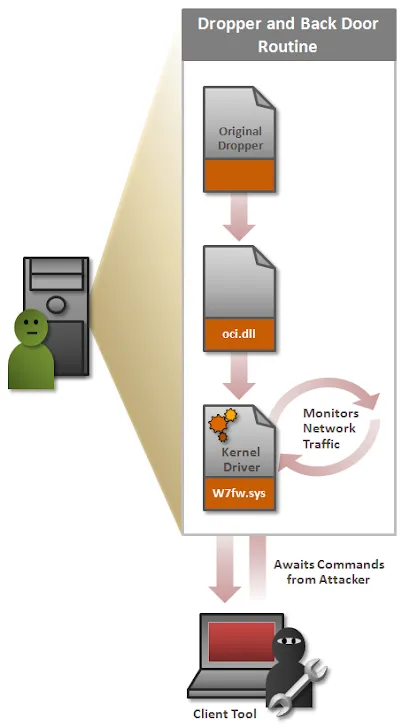 Dropper and Back Door
Routine
Original
Dropper
oci.dll
Monitors
Network
Traffic
Kernel
Driver
W7fw.sys
Awaits Commands
from Attacker
Client Tool